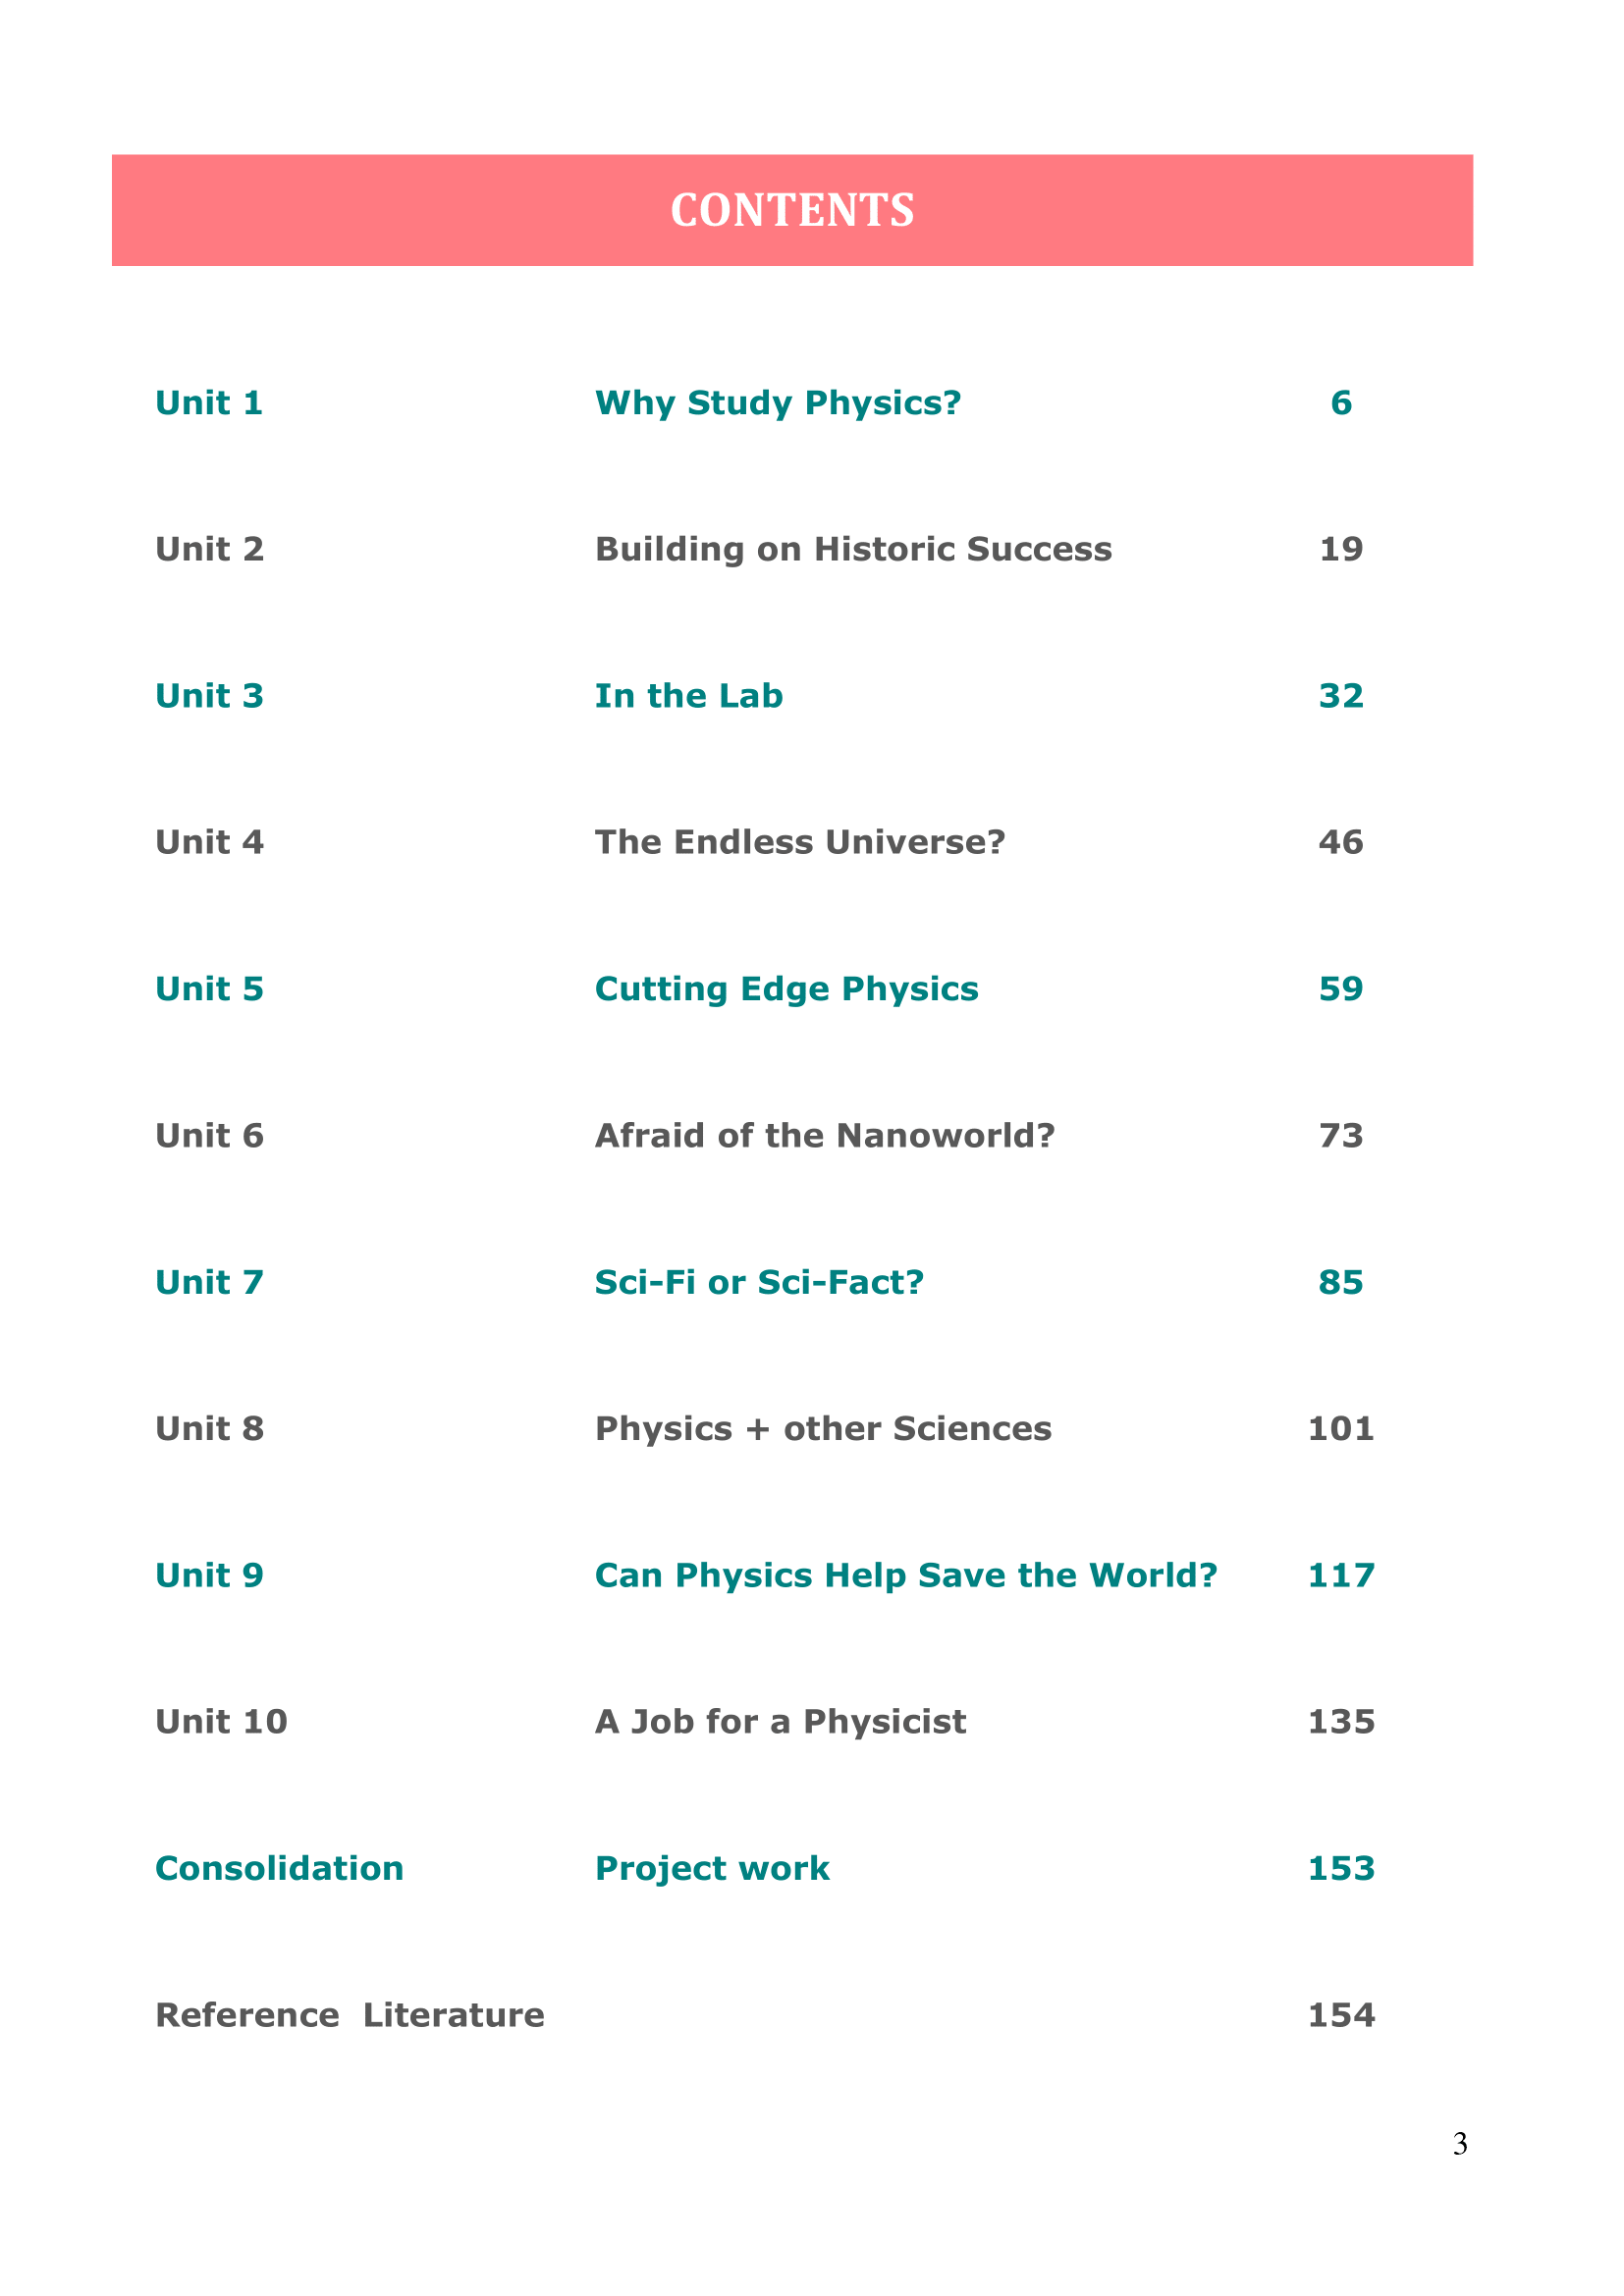 CONTENTS
Unit 1 Why Study Physics? 6
Unit 2 Building on Historic Success 19
Unit 3 In the Lab 32
Unit 4 The Endless Universe? 46
Unit 5 Cutting Edge Physics 59
Unit 6 Afraid of the Nanoworld? 73
Unit 7 Sci-Fi or Sci-Fact? 85
Unit 8 Physics + other Sciences 101
Unit 9 Can Physics Help Save the World? 117
Unit 10 A Job for a Physicist 135
Consolidation Project work 153
Reference Literature 154
3